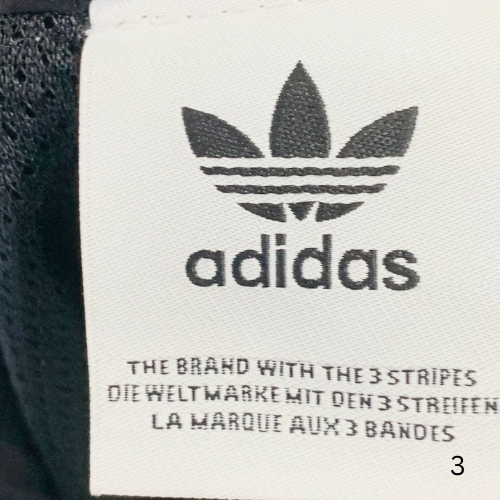 adidas
THE BRAND WITH THE 3 STRIPES
DIE WELTMARKE MIT DEN 3 STREIFEN
LA MARQUE AUX 3 BANDES
3